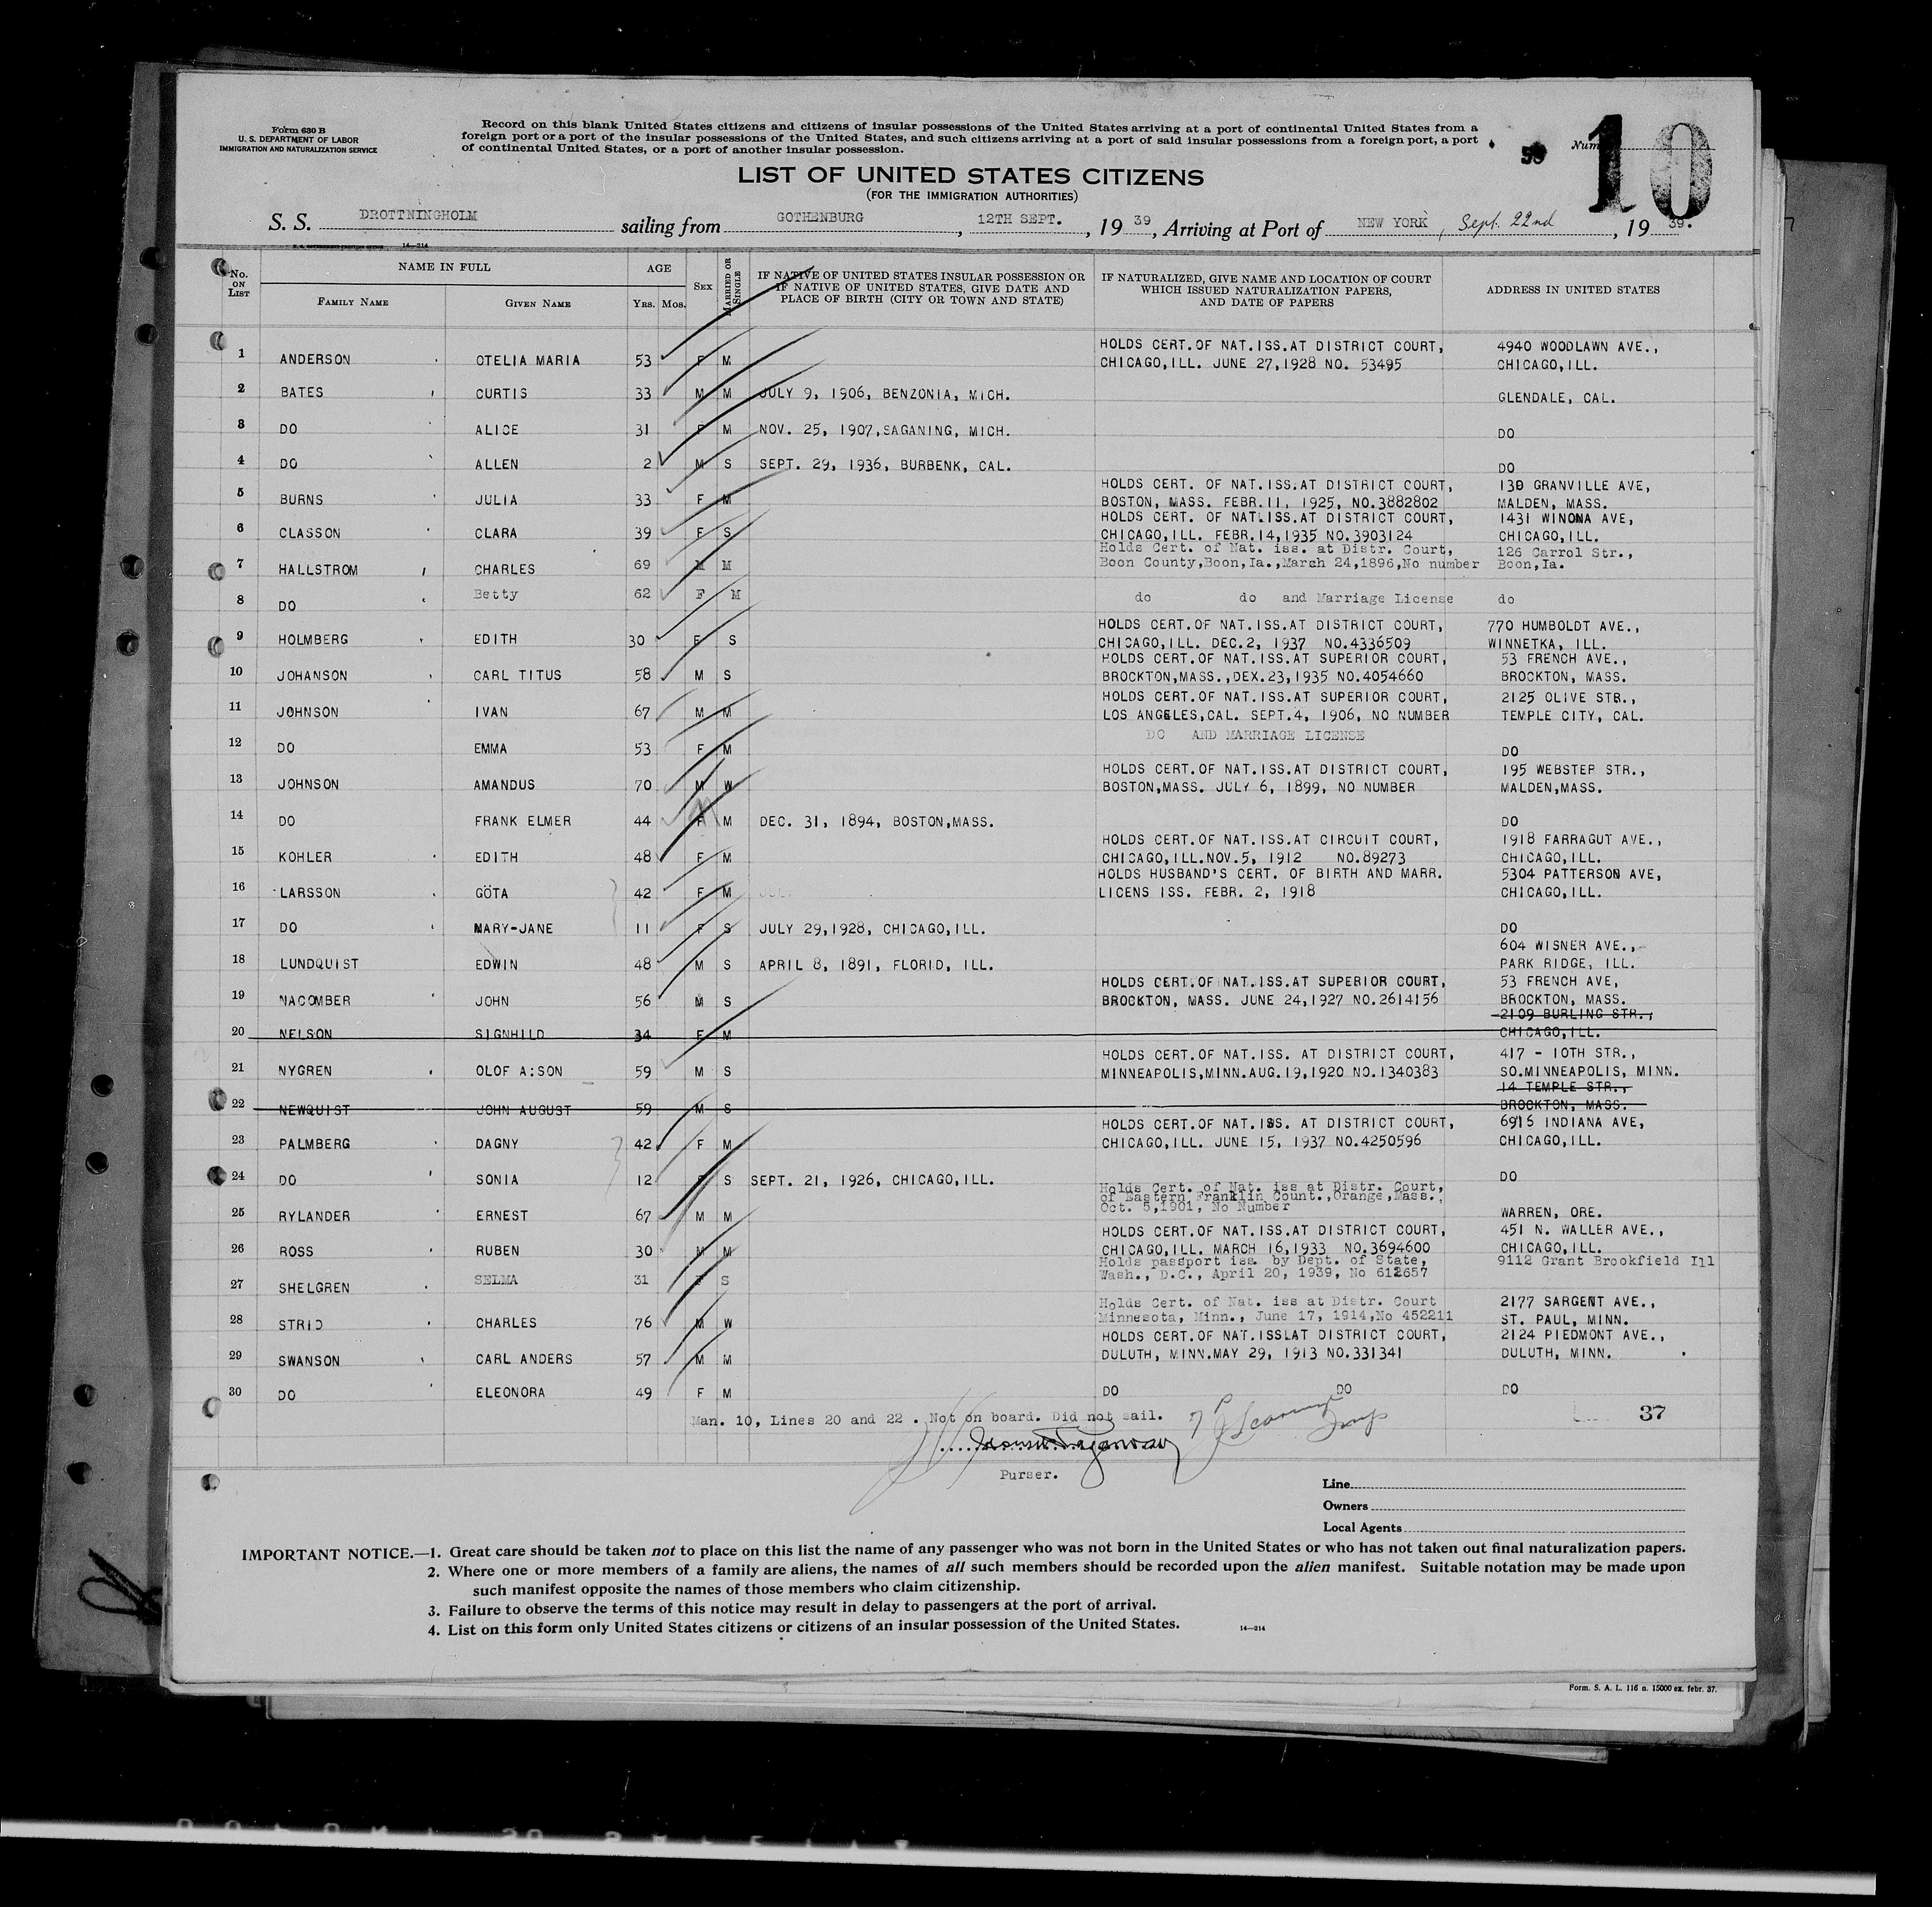 Form 630 B
U. S. DEPARTMENT OF LABOR
IMMIGRATION AND NATURALIZATION SERVICE
Record on this blank United States citizens and citizens of insular possessions of the United States arriving at a port of continental United States from a
foreign port or a port of the insular possessions of the United States, and such citizens arriving at a port of said insular possessions from a foreign port, a port
of continental United States, or a port of another insular possession.
10
LIST OF UNITED STATES CITIZENS
(FOR THE IMMIGRATION AUTHORITIES)
S. S. DROTTNINGHOLM sailing from GOTHENBURG, 12TH SEPT., 19 39, Arriving at Port of NEW YORK, Sept. 22nd, 19 39.
14—214
No. ON LIST NAME IN FULL AGE SEX MARRIED OR SINGLE IF NATIVE OF UNITED STATES INSULAR POSSESSION OR IF NATIVE OF UNITED STATES, GIVE DATE AND PLACE OF BIRTH (CITY OR TOWN AND STATE) IF NATURALIZED, GIVE NAME AND LOCATION OF COURT WHICH ISSUED NATURALIZATION PAPERS, AND DATE OF PAPERS ADDRESS IN UNITED STATES
FAMILY NAME GIVEN NAME YRS. MOS.
HOLDS CERT.OF NAT.ISS.AT DISTRICT COURT, 4940 WOODLAWN AVE.,
1 ANDERSON OTELIA MARIA 53 F M CHICAGO,ILL. JUNE 27,1928 NO. 53495 CHICAGO,ILL.
2 BATES CURTIS 33 M M JULY 9, 1906, BENZONIA, MICH. GLENDALE, CAL.
3 DO ALICE 31 F M NOV. 25, 1907,SAGANING, MICH. DO
4 DO ALLEN 2 M S SEPT. 29, 1936, BURBENK, CAL. DO
HOLDS CERT. OF NAT.ISS.AT DISTRICT COURT, 130 GRANVILLE AVE,
5 BURNS JULIA 33 F M BOSTON, MASS. FEBR.11, 1925, NO.3882802 MALDEN, MASS.
HOLDS CERT. OF NAT.ISS.AT DISTRICT COURT, 1431 WINONA AVE,
6 CLASSON CLARA 39 F S CHICAGO,ILL. FEBR.14,1935 NO.3903124 CHICAGO,ILL.
Holds Cert. of Nat. iss. at Distr. Court, 126 Carrol Str.,
7 HALLSTROM CHARLES 69 M M Boon County,Boon,Ia.,March 24,1896,No number Boon,Ia.
8 DO Betty 62 F M do do and Marriage License do
HOLDS CERT.OF NAT.ISS.AT DISTRICT COURT, 770 HUMBOLDT AVE.,
9 HOLMBERG EDITH 30 F S CHICAGO,ILL. DEC.2, 1937 NO.4336509 WINNETKA, ILL.
HOLDS CERT.OF NAT.ISS.AT SUPERIOR COURT, 53 FRENCH AVE.,
10 JOHANSON CARL TITUS 58 M S BROCKTON,MASS.,DEX.23,1935 NO.4054660 BROCKTON, MASS.
HOLDS CERT.OF NAT.ISS.AT SUPERIOR COURT, 2125 OLIVE STR.,
11 JOHNSON IVAN 67 M M LOS ANGELES,CAL. SEPT.4, 1906, NO NUMBER TEMPLE CITY, CAL.
12 DO EMMA 53 F M DO AND MARRIAGE LICENSE DO
HOLDS CERT.OF NAT.ISS.AT DISTRICT COURT, 195 WEBSTEP STR.,
13 JOHNSON AMANDUS 70 M W BOSTON,MASS. JULY 6, 1899, NO NUMBER MALDEN,MASS.
14 DO FRANK ELMER 44 F M M DEC. 31, 1894, BOSTON,MASS. DO
HOLDS CERT.OF NAT.ISS.AT CIRCUIT COURT, 1918 FARRAGUT AVE.,
15 KOHLER EDITH 48 F M CHICAGO,ILL.NOV.5, 1912 NO.89273 CHICAGO,ILL.
HOLDS HUSBAND'S CERT. OF BIRTH AND MARR. 5304 PATTERSON AVE,
16 LARSSON GÖTA 42 F M LICENS ISS. FEBR. 2, 1918 CHICAGO,ILL.
17 DO MARY-JANE 11 F S JULY 29,1928, CHICAGO,ILL. DO
604 WISNER AVE.,
18 LUNDQUIST EDWIN 48 M S APRIL 8, 1891, FLORID, ILL. PARK RIDGE, ILL.
HOLDS CERT.OF NAT.ISS.AT SUPERIOR COURT, 53 FRENCH AVE,
19 NACOMBER JOHN 56 M S BROCKTON, MASS. JUNE 24,1927 NO.2614156 BROCKTON, MASS.
2109 BURLING STR.,
20 NELSON SIGNHILD 34 F M CHICAGO,ILL.
HOLDS CERT.OF NAT.ISS. AT DISTRICT COURT, 417 - 10TH STR.,
21 NYGREN OLOF A:SON 59 M S MINNEAPOLIS,MINN.AUG.19,1920 NO.1340383 SO.MINNEAPOLIS, MINN.
14 TEMPLE STR.,
22 NEWQUIST JOHN AUGUST 59 M S BROCKTON, MASS.
HOLDS CERT.OF NAT.ISS. AT DISTRICT COURT, 6915 INDIANA AVE,
23 PALMBERG DAGNY 42 F M CHICAGO,ILL. JUNE 15, 1937 NO.4250596 CHICAGO,ILL.
24 DO SONIA 12 F S SEPT. 21, 1926, CHICAGO,ILL. DO
Holds Cert. of Nat. iss at Distr. Court,
of Eastern Franklin Count.,Orange,Mass.,
25 RYLANDER ERNEST 67 M M Oct. 5,1901, No Number WARREN, ORE.
HOLDS CERT.OF NAT.ISS.AT DISTRICT COURT, 451 N. WALLER AVE.,
26 ROSS RUBEN 30 M M CHICAGO,ILL. MARCH 16,1933 NO.3694600 CHICAGO,ILL.
Holds passport iss. by Dept. of State, 9112 Grant Brookfield Ill
27 SHELGREN SELMA 31 F S Wash., D.C., April 20, 1939, No 612657
Holds Cert. of Nat. iss at Distr. Court 2177 SARGENT AVE.,
28 STRID CHARLES 76 M W Minnesota, Minn., June 17, 1914,No 452211 ST. PAUL, MINN.
HOLDS CERT.OF NAT.ISSLAT DISTRICT COURT, 2124 PIEDMONT AVE.,
29 SWANSON CARL ANDERS 57 M M DULUTH, MINN.MAY 29, 1913 NO.331341 DULUTH, MINN.
30 DO ELEONORA 49 F M DO DO DO
Man. 10, Lines 20 and 22 . Not on board. Did not sail. 37
Purser.
Line
Owners
Local Agents
IMPORTANT NOTICE.—1. Great care should be taken not to place on this list the name of any passenger who was not born in the United States or who has not taken out final naturalization papers.
2. Where one or more members of a family are aliens, the names of all such members should be recorded upon the alien manifest. Suitable notation may be made upon
such manifest opposite the names of those members who claim citizenship.
3. Failure to observe the terms of this notice may result in delay to passengers at the port of arrival.
4. List on this form only United States citizens or citizens of an insular possession of the United States.
14—214
Form. S. A. L. 116 n. 15000 ex. febr. 37.